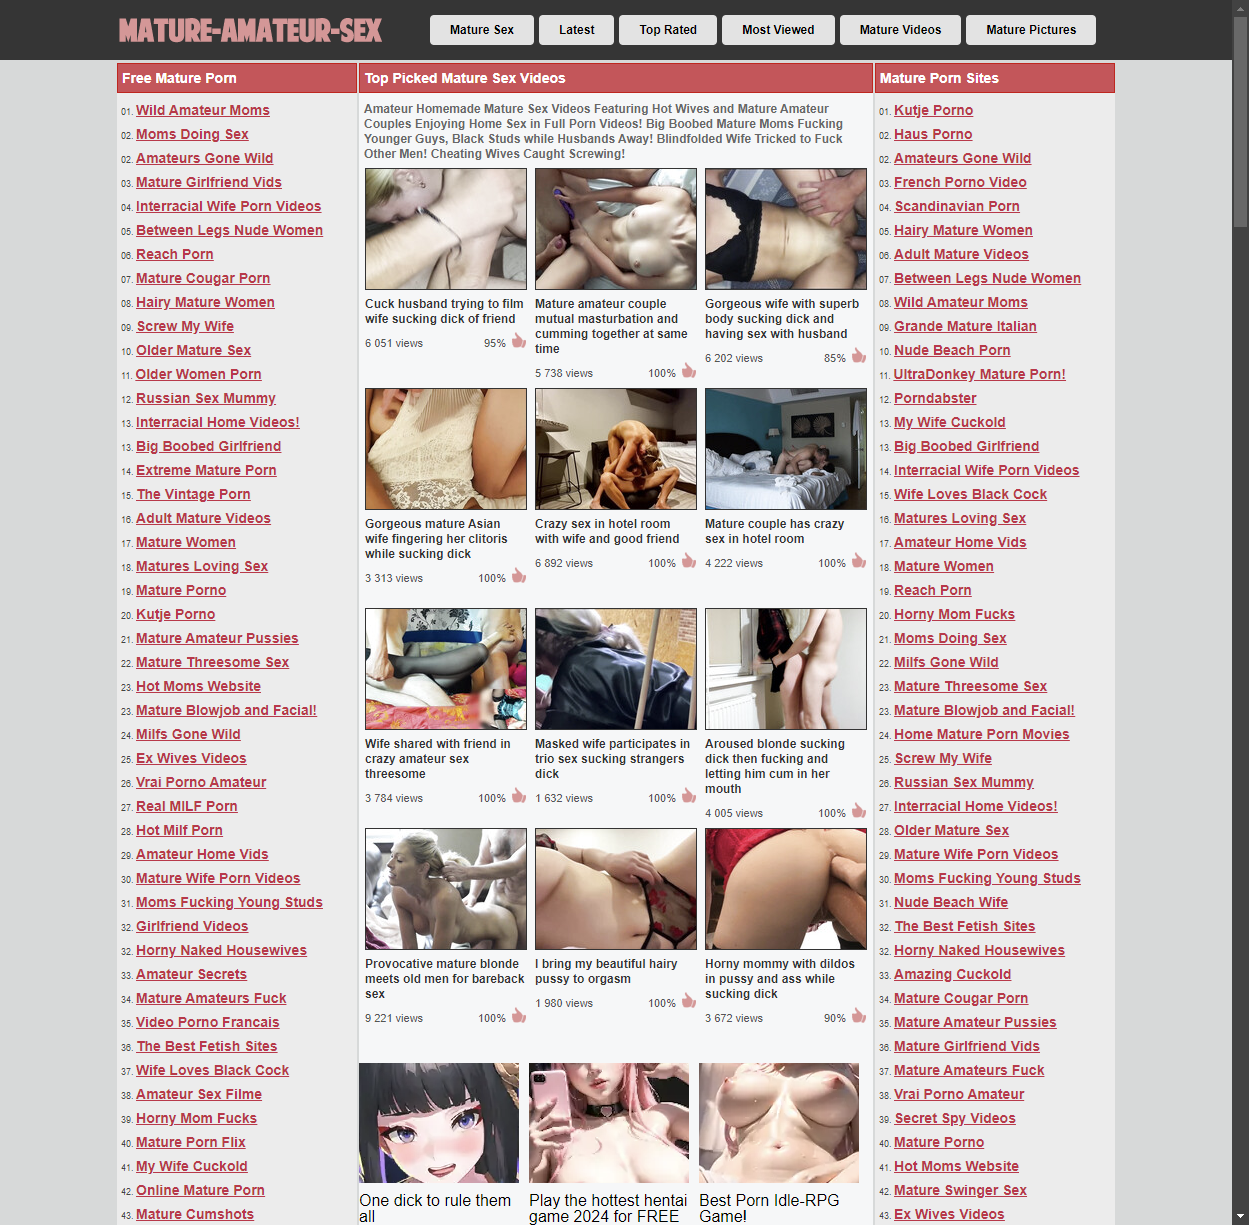 MATURE-AMATEUR-SEX
Mature Sex
Latest
Top Rated
Most Viewed
Mature Videos
Mature Pictures
Free Mature Porn
01. Wild Amateur Moms
02. Moms Doing Sex
02. Amateurs Gone Wild
03. Mature Girlfriend Vids
04. Interracial Wife Porn Videos
05. Between Legs Nude Women
06. Reach Porn
07. Mature Cougar Porn
08. Hairy Mature Women
09. Screw My Wife
10. Older Mature Sex
11. Older Women Porn
12. Russian Sex Mummy
13. Interracial Home Videos!
13. Big Boobed Girlfriend
14. Extreme Mature Porn
15. The Vintage Porn
16. Adult Mature Videos
17. Mature Women
18. Matures Loving Sex
19. Mature Porno
20. Kutje Porno
21. Mature Amateur Pussies
22. Mature Threesome Sex
23. Hot Moms Website
23. Mature Blowjob and Facial!
24. Milfs Gone Wild
25. Ex Wives Videos
26. Vrai Porno Amateur
27. Real MILF Porn
28. Hot Milf Porn
29. Amateur Home Vids
30. Mature Wife Porn Videos
31. Moms Fucking Young Studs
32. Girlfriend Videos
32. Horny Naked Housewives
33. Amateur Secrets
34. Mature Amateurs Fuck
35. Video Porno Francais
36. The Best Fetish Sites
37. Wife Loves Black Cock
38. Amateur Sex Filme
39. Horny Mom Fucks
40. Mature Porn Flix
41. My Wife Cuckold
42. Online Mature Porn
43. Mature Cumshots
Top Picked Mature Sex Videos
Amateur Homemade Mature Sex Videos Featuring Hot Wives and Mature Amateur
Couples Enjoying Home Sex in Full Porn Videos! Big Boobed Mature Moms Fucking
Younger Guys, Black Studs while Husbands Away! Blindfolded Wife Tricked to Fuck
Other Men! Cheating Wives Caught Screwing!
Cuck husband trying to film
wife sucking dick of friend
6 051 views 95%
Mature amateur couple
mutual masturbation and
cumming together at same
time
5 738 views 100%
Gorgeous wife with superb
body sucking dick and
having sex with husband
6 202 views 85%
Gorgeous mature Asian
wife fingering her clitoris
while sucking dick
3 313 views 100%
Crazy sex in hotel room
with wife and good friend
6 892 views 100%
Mature couple has crazy
sex in hotel room
4 222 views 100%
Wife shared with friend in
crazy amateur sex
threesome
3 784 views 100%
Masked wife participates in
trio sex sucking strangers
dick
1 632 views 100%
Aroused blonde sucking
dick then fucking and
letting him cum in her
mouth
4 005 views 100%
Provocative mature blonde
meets old men for bareback
sex
9 221 views 100%
I bring my beautiful hairy
pussy to orgasm
1 980 views 100%
Horny mommy with dildos
in pussy and ass while
sucking dick
3 672 views 90%
One dick to rule them
all
Play the hottest hentai
game 2024 for FREE
Best Porn Idle-RPG
Game!
Mature Porn Sites
01. Kutje Porno
02. Haus Porno
02. Amateurs Gone Wild
03. French Porno Video
04. Scandinavian Porn
05. Hairy Mature Women
06. Adult Mature Videos
07. Between Legs Nude Women
08. Wild Amateur Moms
09. Grande Mature Italian
10. Nude Beach Porn
11. UltraDonkey Mature Porn!
12. Porndabster
13. My Wife Cuckold
13. Big Boobed Girlfriend
14. Interracial Wife Porn Videos
15. Wife Loves Black Cock
16. Matures Loving Sex
17. Amateur Home Vids
18. Mature Women
19. Reach Porn
20. Horny Mom Fucks
21. Moms Doing Sex
22. Milfs Gone Wild
23. Mature Threesome Sex
23. Mature Blowjob and Facial!
24. Home Mature Porn Movies
25. Screw My Wife
26. Russian Sex Mummy
27. Interracial Home Videos!
28. Older Mature Sex
29. Mature Wife Porn Videos
30. Moms Fucking Young Studs
31. Nude Beach Wife
32. The Best Fetish Sites
32. Horny Naked Housewives
33. Amazing Cuckold
34. Mature Cougar Porn
35. Mature Amateur Pussies
36. Mature Girlfriend Vids
37. Mature Amateurs Fuck
38. Vrai Porno Amateur
39. Secret Spy Videos
40. Mature Porno
41. Hot Moms Website
42. Mature Swinger Sex
43. Ex Wives Videos